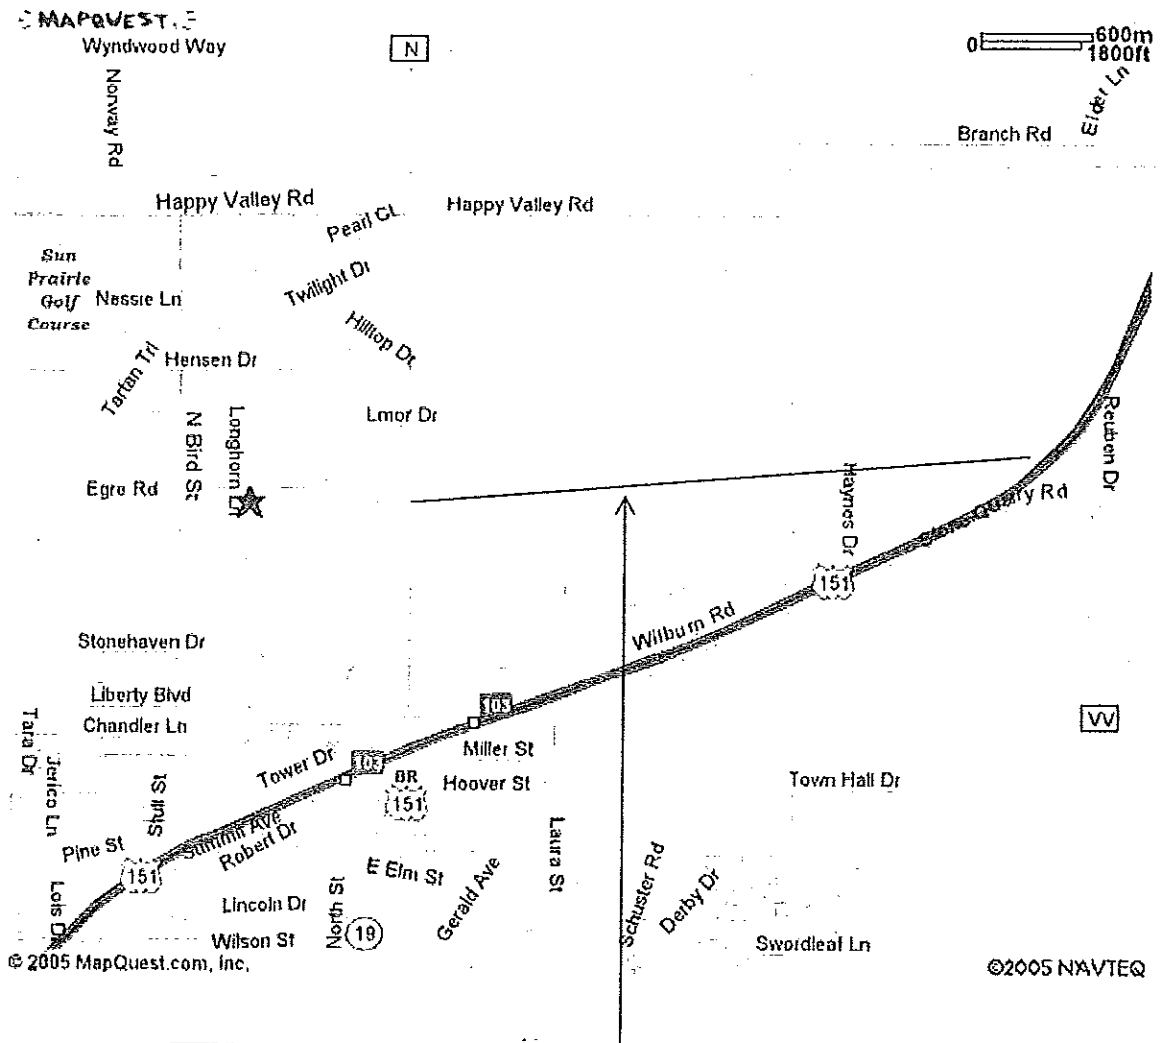 MAPQUEST.
Wyndwood Way
N
0
600m
1800ft
Norway Rd
Elder Ln
Branch Rd
Happy Valley Rd
Happy Valley Rd
Pearl Ct
Sun
Prairie
Golf
Course
Nessie Ln
Twilight Dr
Hilltop Dr
Tartan Trl
Hensen Dr
N Bird St
Longhorn Dr
Lmor Dr
Reuben Dr
Egre Rd
Haynes Dr
Stone Quarry Rd
151
Wilburn Rd
Stonehaven Dr
Liberty Blvd
103
VV
Chandler Ln
Tara Dr
Miller St
Jerico Ln
Tower Dr
103
BR
151
Hoover St
Town Hall Dr
Summit Ave
Robert Dr
Pine St
Laura St
151
E Elm St
Gerald Ave
Schuster Rd
Derby Dr
Lois Dr
Lincoln Dr
North St
19
Wilson St
Swordleaf Ln
© 2005 MapQuest.com, Inc.
©2005 NAVTEQ